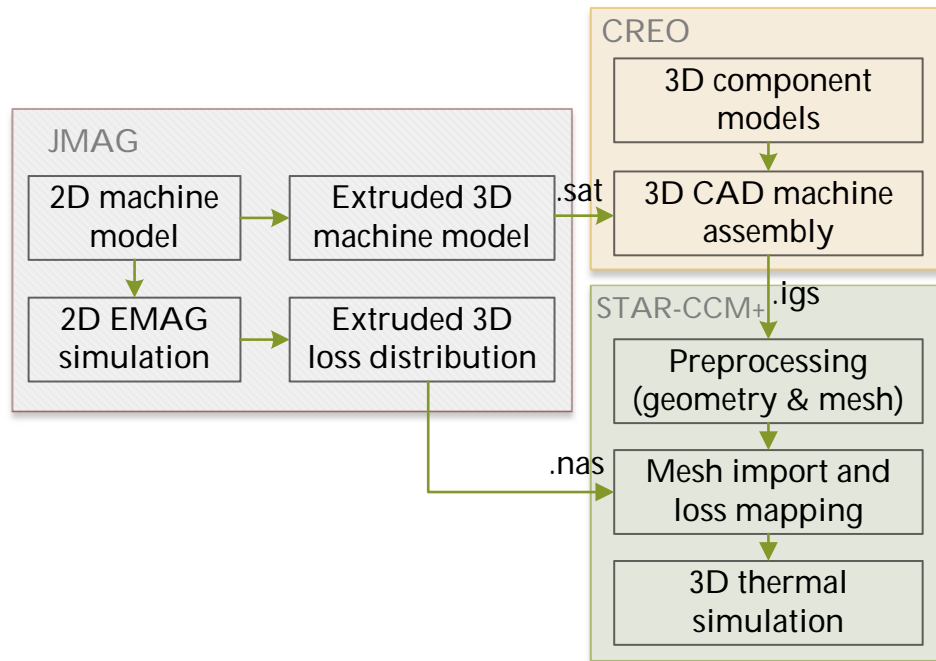 CREO
3D component
models
JMAG
2D machine
model
Extruded 3D
machine model
.sat
3D CAD machine
assembly
.igs
2D EMAG
simulation
Extruded 3D
loss distribution
STAR-CCM+
Preprocessing
(geometry & mesh)
.nas
Mesh import and
loss mapping
3D thermal
simulation